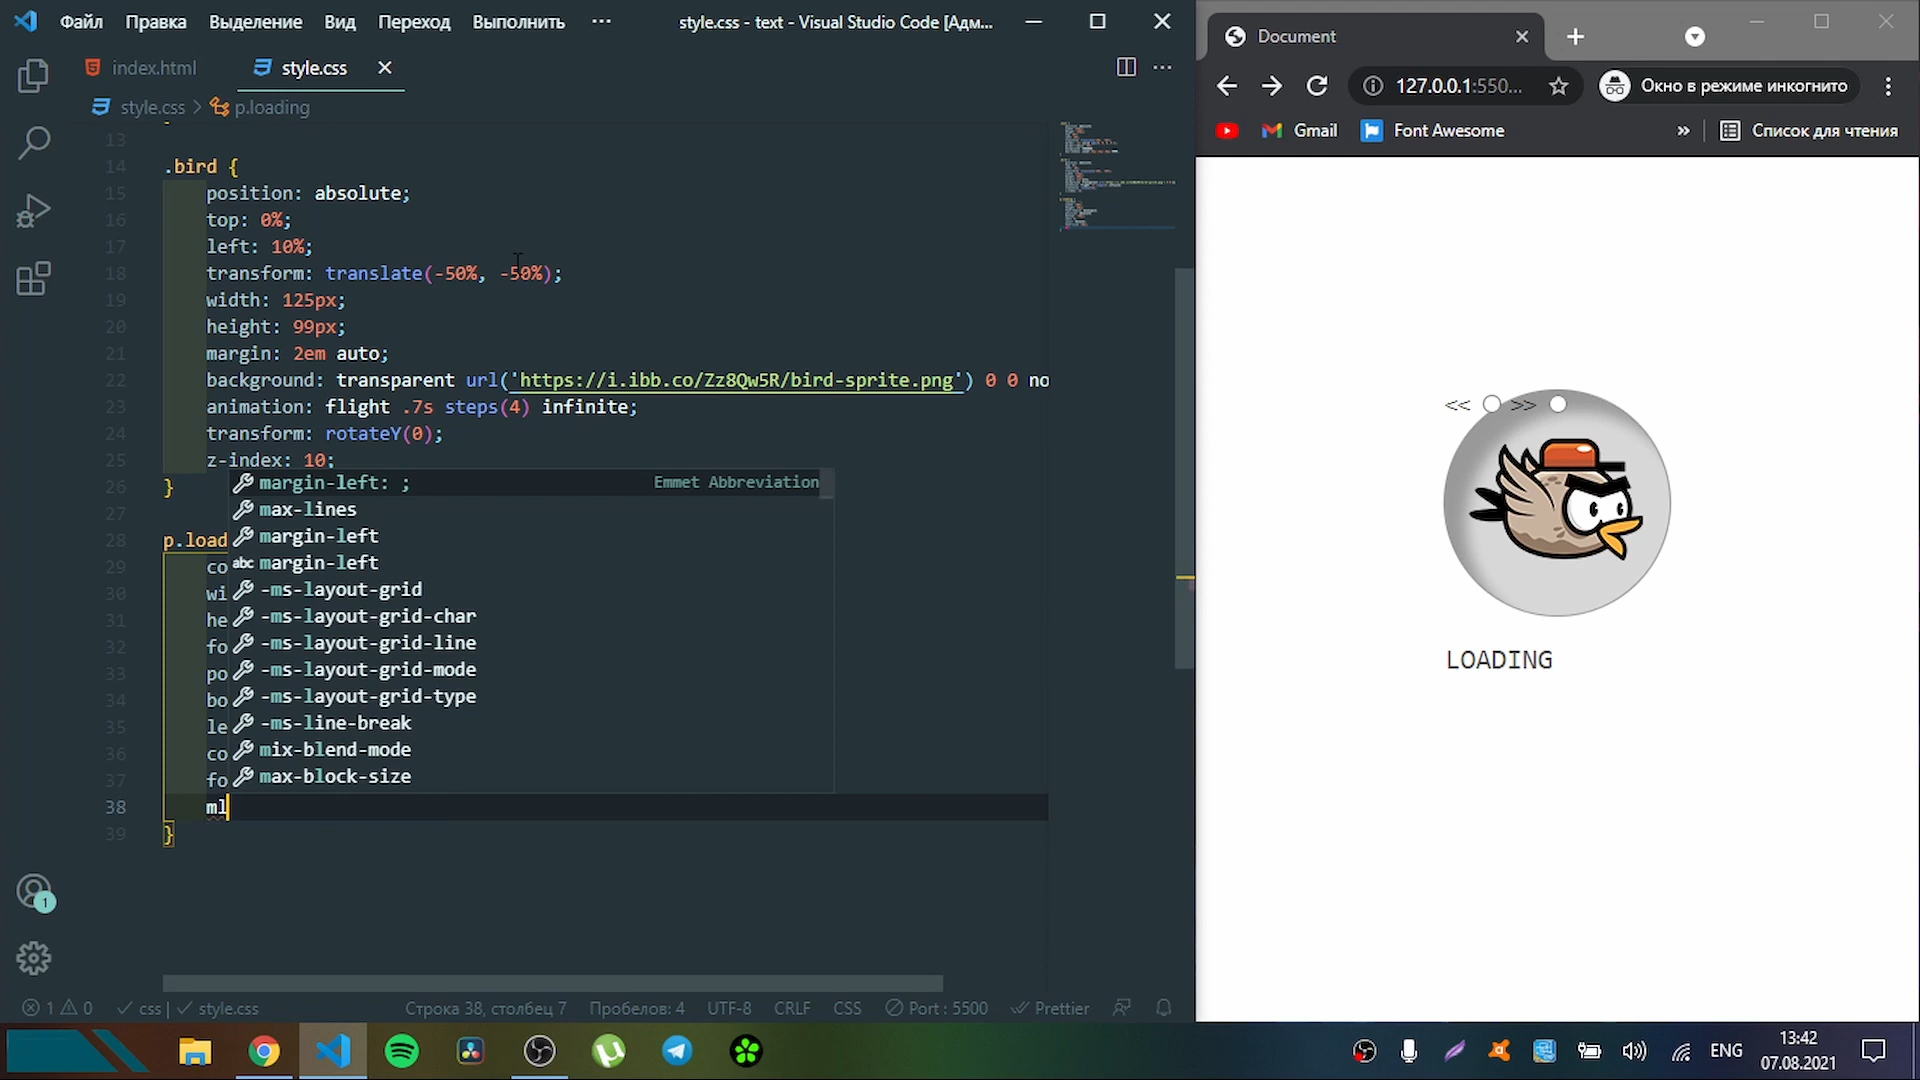 Файл Правка Выделение Вид Переход Выполнить ··· style.css - text - Visual Studio Code [Адм...
index.html style.css
style.css > p.loading
13
14 .bird {
15 position: absolute;
16 top: 0%;
17 left: 10%;
18 transform: translate(-50%, -50%);
19 width: 125px;
20 height: 99px;
21 margin: 2em auto;
22 background: transparent url('https://i.ibb.co/Zz8Qw5R/bird-sprite.png') 0 0 no
23 animation: flight .7s steps(4) infinite;
24 transform: rotateY(0);
25 z-index: 10;
26 }
27
28 p.load
29 co
30 wi
31 he
32 fo
33 po
34 bo
35 le
36 co
37 fo
38 ml
39 }
margin-left: ; Emmet Abbreviation
max-lines
margin-left
abc margin-left
-ms-layout-grid
-ms-layout-grid-char
-ms-layout-grid-line
-ms-layout-grid-mode
-ms-layout-grid-type
-ms-line-break
mix-blend-mode
max-block-size
1
1 0 css | style.css Строка 38, столбец 7 Пробелов: 4 UTF-8 CRLF CSS Port : 5500 Prettier
Document
127.0.0.1:550... Окно в режиме инкогнито
Gmail Font Awesome » Список для чтения
<< >>
LOADING
ENG
13:42
07.08.2021